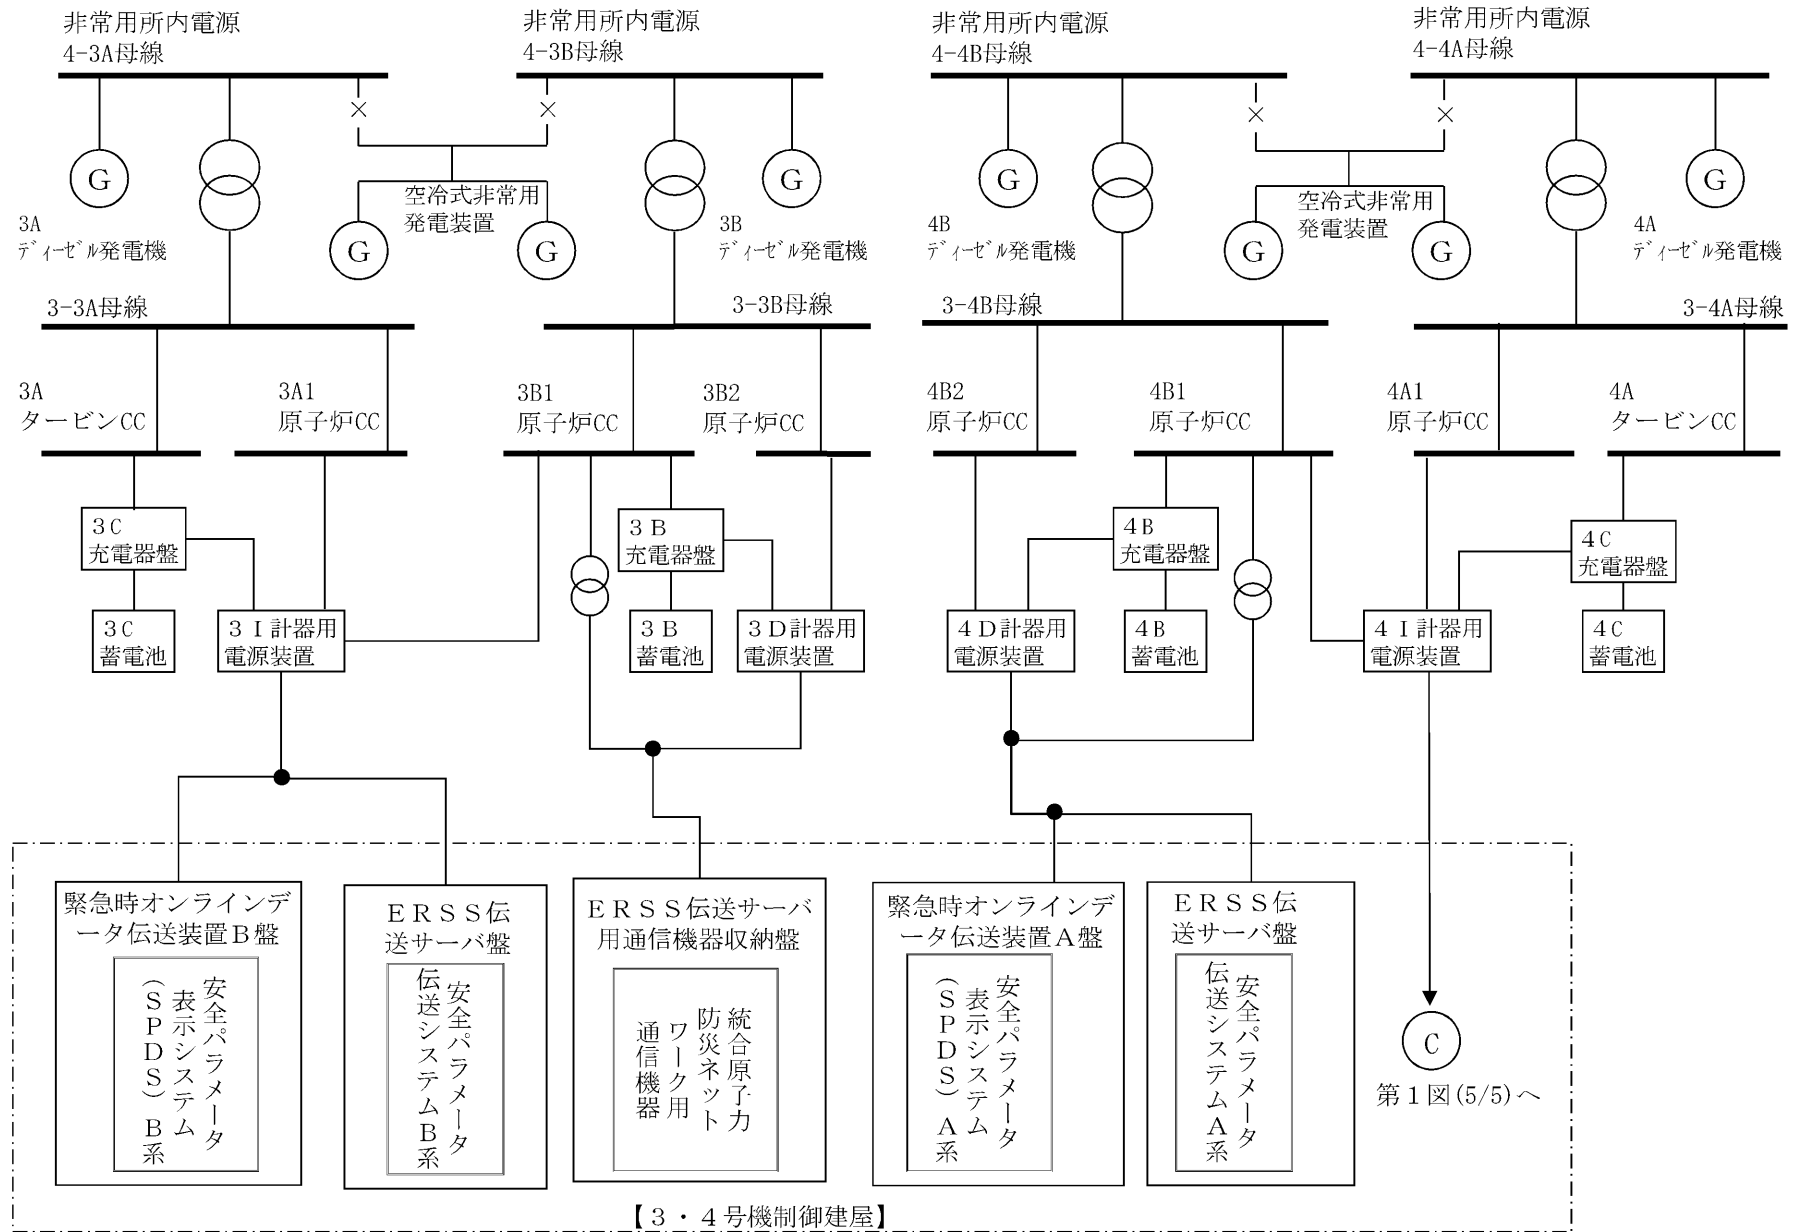 非常用所内電源
4-3A母線
非常用所内電源
4-3B母線
非常用所内電源
4-4B母線
非常用所内電源
4-4A母線
×
×
×
×
G
G
G
G
空冷式非常用
発電装置
空冷式非常用
発電装置
3A
ディーゼル発電機
G
G
3B
ディーゼル発電機
4B
ディーゼル発電機
G
G
4A
ディーゼル発電機
3-3A母線
3-3B母線
3-4B母線
3-4A母線
3A
タービンCC
3A1
原子炉CC
3B1
原子炉CC
3B2
原子炉CC
4B2
原子炉CC
4B1
原子炉CC
4A1
原子炉CC
4A
タービンCC
3C
充電器盤
3B
充電器盤
4B
充電器盤
4C
充電器盤
3C
蓄電池
3I計器用
電源装置
3B
蓄電池
3D計器用
電源装置
4D計器用
電源装置
4B
蓄電池
4I計器用
電源装置
4C
蓄電池
緊急時オンラインデ
ータ伝送装置B盤
安全パラメータ
表示システム
(SPDS)B系
ERSS伝
送サーバ盤
安全パラメータ
伝送システムB系
ERSS伝送サーバ
用通信機器収納盤
統合原子力
防災ネット
ワーク用
通信機器
緊急時オンラインデ
ータ伝送装置A盤
安全パラメータ
表示システム
(SPDS)A系
ERSS伝
送サーバ盤
安全パラメータ
伝送システムA系
C
第1図(5/5)へ
【3・4号機制御建屋】